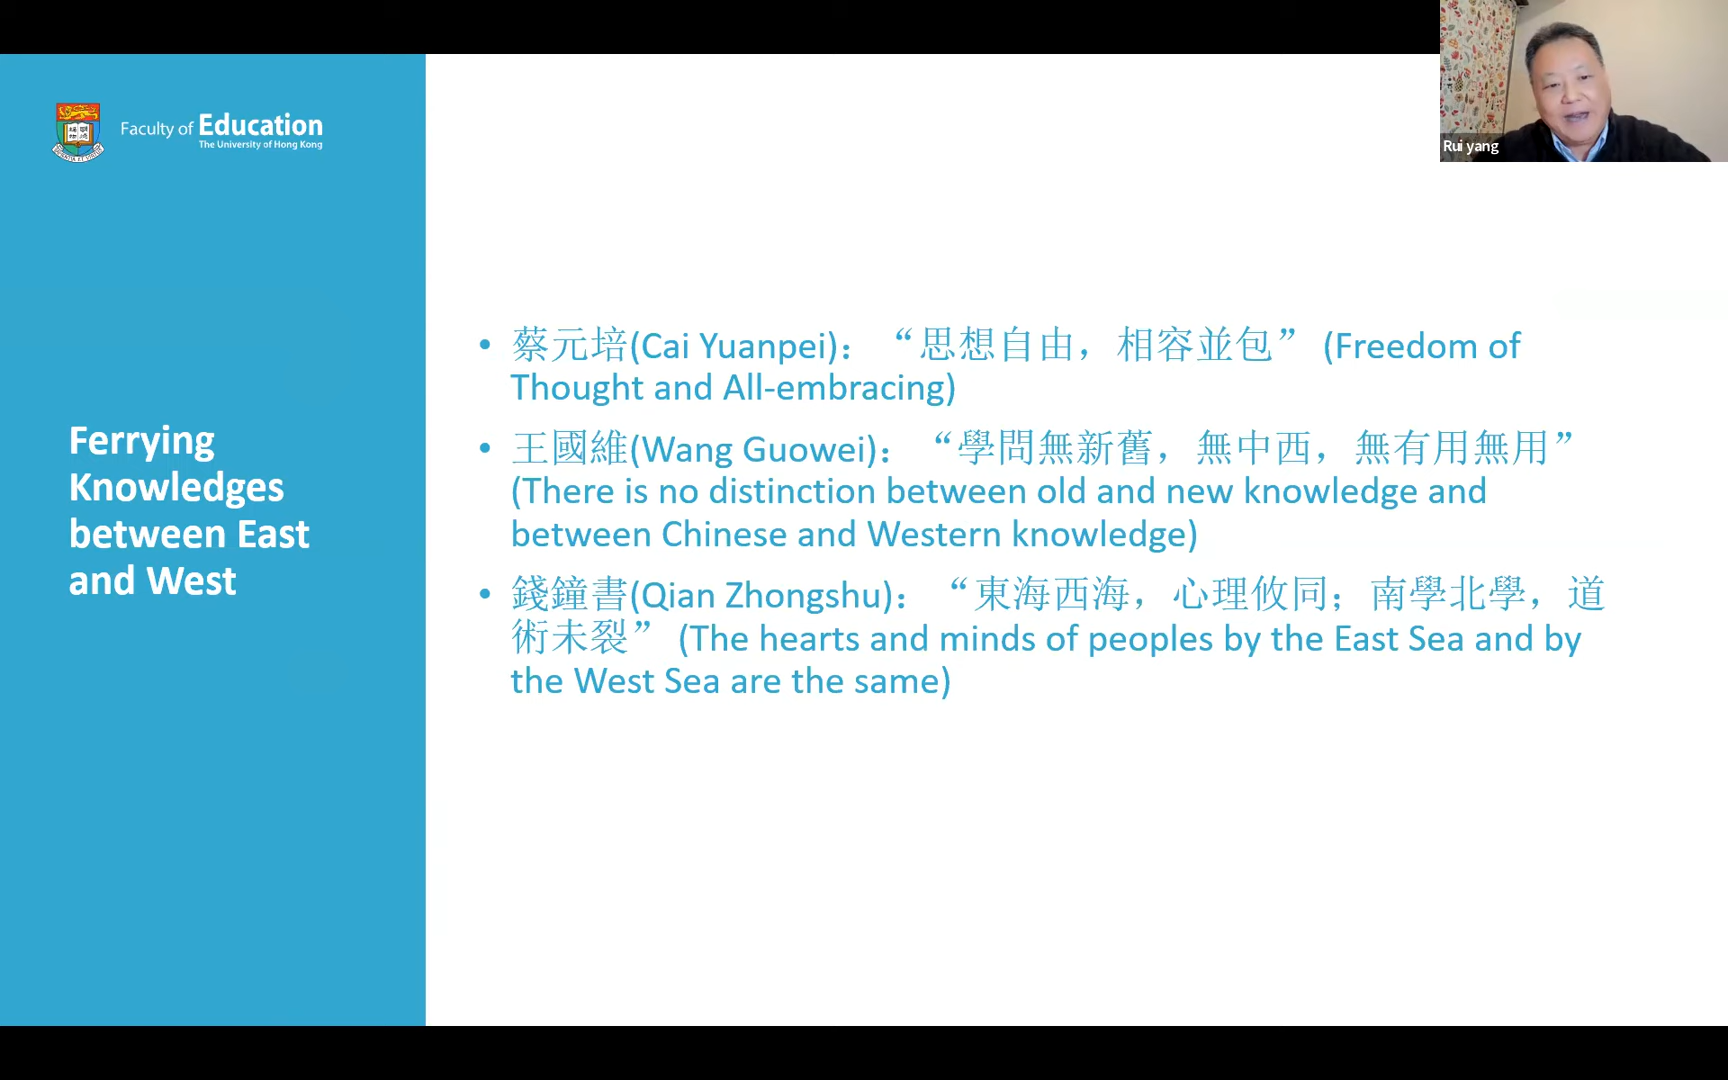 Faculty of Education
The University of Hong Kong
Rui yang
Ferrying
Knowledges
between East
and West
• 蔡元培(Cai Yuanpei)：“思想自由，相容並包” (Freedom of
Thought and All-embracing)
• 王國維(Wang Guowei)：“學問無新舊，無中西，無有用無用”
(There is no distinction between old and new knowledge and
between Chinese and Western knowledge)
• 錢鐘書(Qian Zhongshu)：“東海西海，心理攸同；南學北學，道
術未裂” (The hearts and minds of peoples by the East Sea and by
the West Sea are the same)